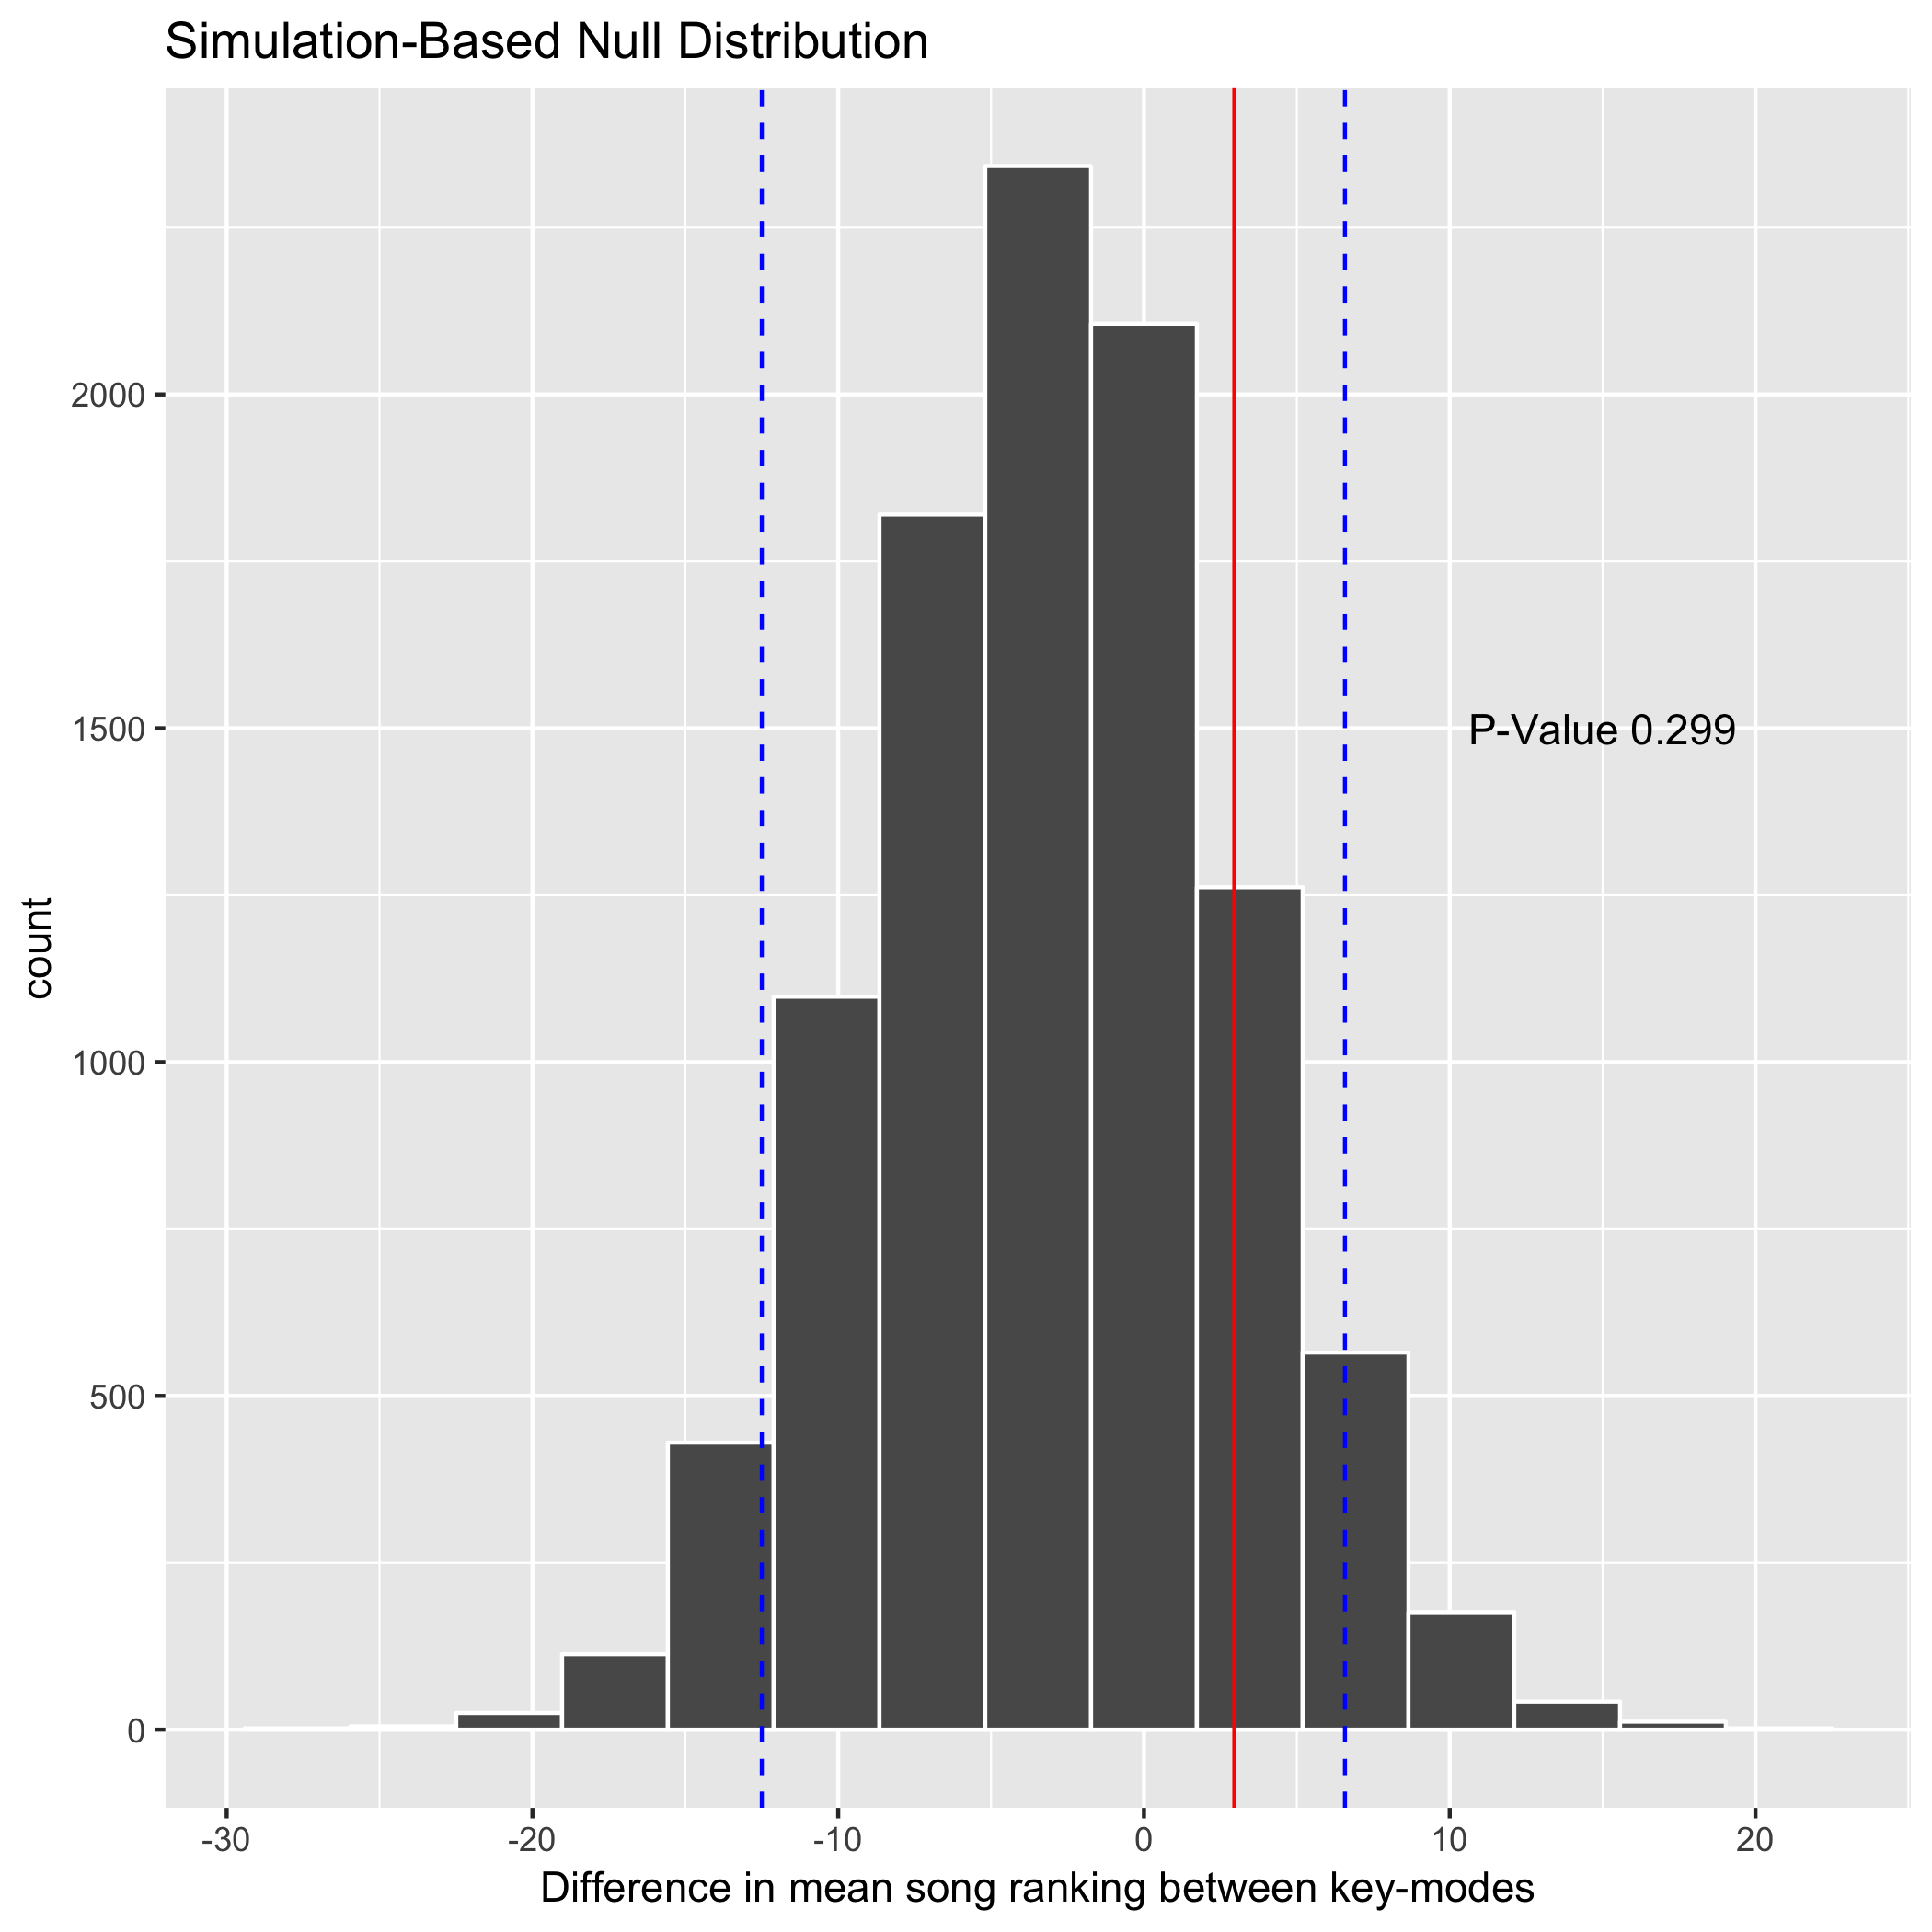 Simulation-Based Null Distribution
2000
1500
P-Value 0.299
count
1000
500
0
-30 -20 -10 0 10 20
Difference in mean song ranking between key-modes